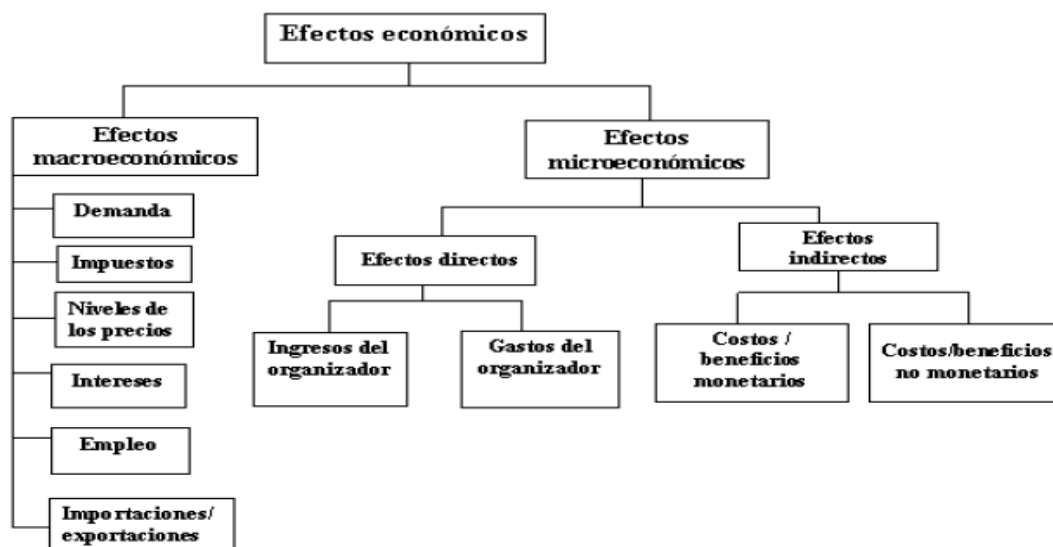 Efectos económicos
Efectos
macroeconómicos
Demanda
Impuestos
Niveles de
los precios
Intereses
Empleo
Importaciones/
exportaciones
Efectos
microeconómicos
Efectos directos
Ingresos del
organizador
Gastos del
organizador
Efectos
indirectos
Costos /
beneficios
monetarios
Costos/beneficios
no monetarios